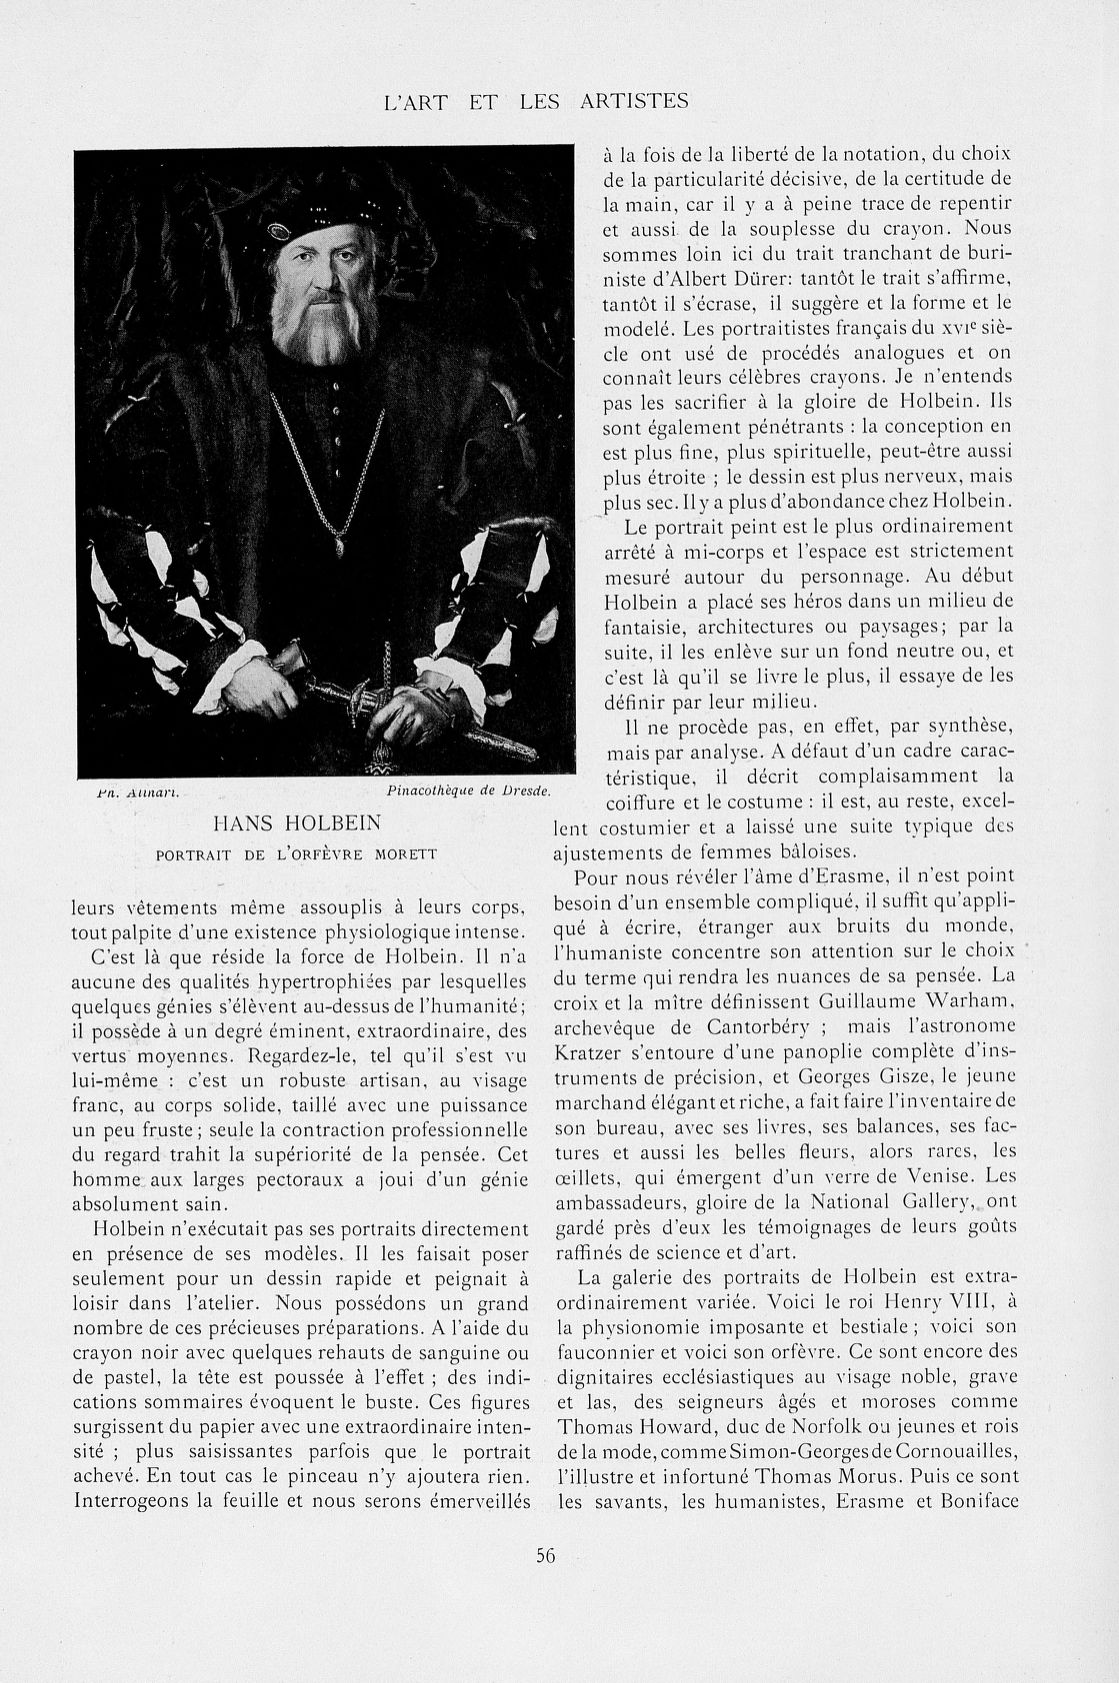 L'ART ET LES ARTISTES
Ph. Alinari.
Pinacothèque de Dresde.
HANS HOLBEIN
PORTRAIT DE L'ORFÈVRE MORETT
leurs vêtements même assouplis à leurs corps,
tout palpite d'une existence physiologique intense.
C'est là que réside la force de Holbein. Il n'a
aucune des qualités hypertrophiées par lesquelles
quelques génies s'élèvent au-dessus de l'humanité;
il possède à un degré éminent, extraordinaire, des
vertus moyennes. Regardez-le, tel qu'il s'est vu
lui-même : c'est un robuste artisan, au visage
franc, au corps solide, taillé avec une puissance
un peu fruste; seule la contraction professionnelle
du regard trahit la supériorité de la pensée. Cet
homme aux larges pectoraux a joui d'un génie
absolument sain.
Holbein n'exécutait pas ses portraits directement
en présence de ses modèles. Il les faisait poser
seulement pour un dessin rapide et peignait à
loisir dans l'atelier. Nous possédons un grand
nombre de ces précieuses préparations. A l'aide du
crayon noir avec quelques rehauts de sanguine ou
de pastel, la tête est poussée à l'effet ; des indi-
cations sommaires évoquent le buste. Ces figures
surgissent du papier avec une extraordinaire inten-
sité ; plus saisissantes parfois que le portrait
achevé. En tout cas le pinceau n'y ajoutera rien.
Interrogeons la feuille et nous serons émerveillés
à la fois de la liberté de la notation, du choix
de la particularité décisive, de la certitude de
la main, car il y a à peine trace de repentir
et aussi de la souplesse du crayon. Nous
sommes loin ici du trait tranchant de buri-
niste d'Albert Dürer: tantôt le trait s'affirme,
tantôt il s'écrase, il suggère et la forme et le
modelé. Les portraitistes français du XVIe siè-
cle ont usé de procédés analogues et on
connaît leurs célèbres crayons. Je n'entends
pas les sacrifier à la gloire de Holbein. Ils
sont également pénétrants : la conception en
est plus fine, plus spirituelle, peut-être aussi
plus étroite ; le dessin est plus nerveux, mais
plus sec. Il y a plus d'abondance chez Holbein.
Le portrait peint est le plus ordinairement
arrêté à mi-corps et l'espace est strictement
mesuré autour du personnage. Au début
Holbein a placé ses héros dans un milieu de
fantaisie, architectures ou paysages; par la
suite, il les enlève sur un fond neutre ou, et
c'est là qu'il se livre le plus, il essaye de les
définir par leur milieu.
Il ne procède pas, en effet, par synthèse,
mais par analyse. A défaut d'un cadre carac-
téristique, il décrit complaisamment la
coiffure et le costume : il est, au reste, excel-
lent costumier et a laissé une suite typique des
ajustements de femmes bâloises.
Pour nous révéler l'âme d'Erasme, il n'est point
besoin d'un ensemble compliqué, il suffit qu'appli-
qué à écrire, étranger aux bruits du monde,
l'humaniste concentre son attention sur le choix
du terme qui rendra les nuances de sa pensée. La
croix et la mître définissent Guillaume Warham,
archevêque de Cantorbéry ; mais l'astronome
Kratzer s'entoure d'une panoplie complète d'ins-
truments de précision, et Georges Gisze, le jeune
marchand élégant et riche, a fait faire l'inventaire de
son bureau, avec ses livres, ses balances, ses fac-
tures et aussi les belles fleurs, alors rares, les
œillets, qui émergent d'un verre de Venise. Les
ambassadeurs, gloire de la National Gallery, ont
gardé près d'eux les témoignages de leurs goûts
raffinés de science et d'art.
La galerie des portraits de Holbein est extra-
ordinairement variée. Voici le roi Henry VIII, à
la physionomie imposante et bestiale; voici son
fauconnier et voici son orfèvre. Ce sont encore des
dignitaires ecclésiastiques au visage noble, grave
et las, des seigneurs âgés et moroses comme
Thomas Howard, duc de Norfolk ou jeunes et rois
de la mode, comme Simon-Georges de Cornouailles,
l'illustre et infortuné Thomas Morus. Puis ce sont
les savants, les humanistes, Erasme et Boniface
56